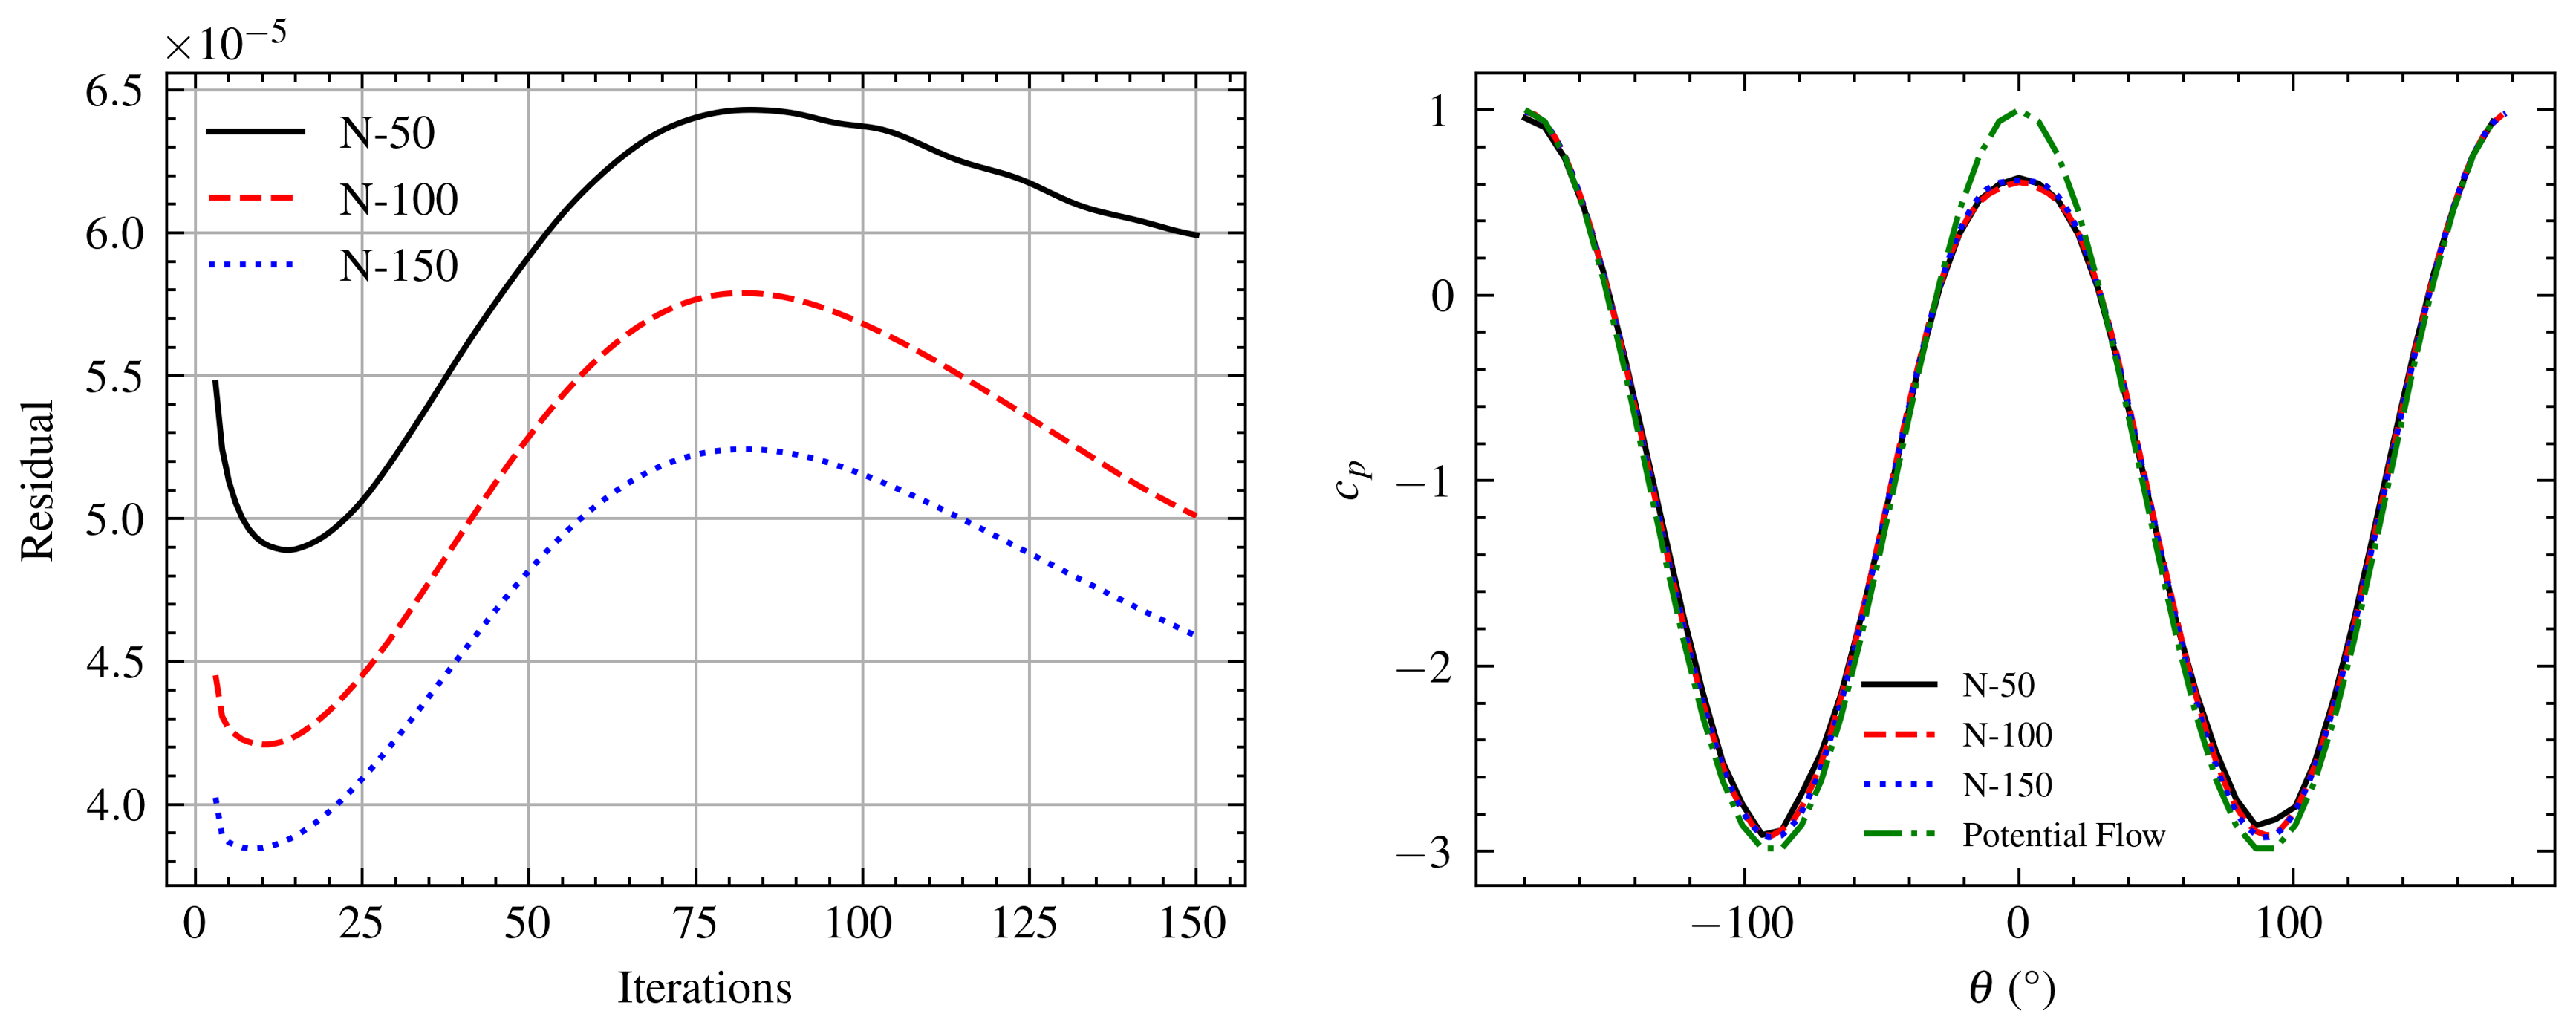 ×10⁻⁵
6.5
6.0
5.5
5.0
4.5
4.0
Residual
N-50
N-100
N-150
0 25 50 75 100 125 150
Iterations
1
0
−1
−2
−3
cₚ
N-50
N-100
N-150
Potential Flow
−100 0 100
θ (°)